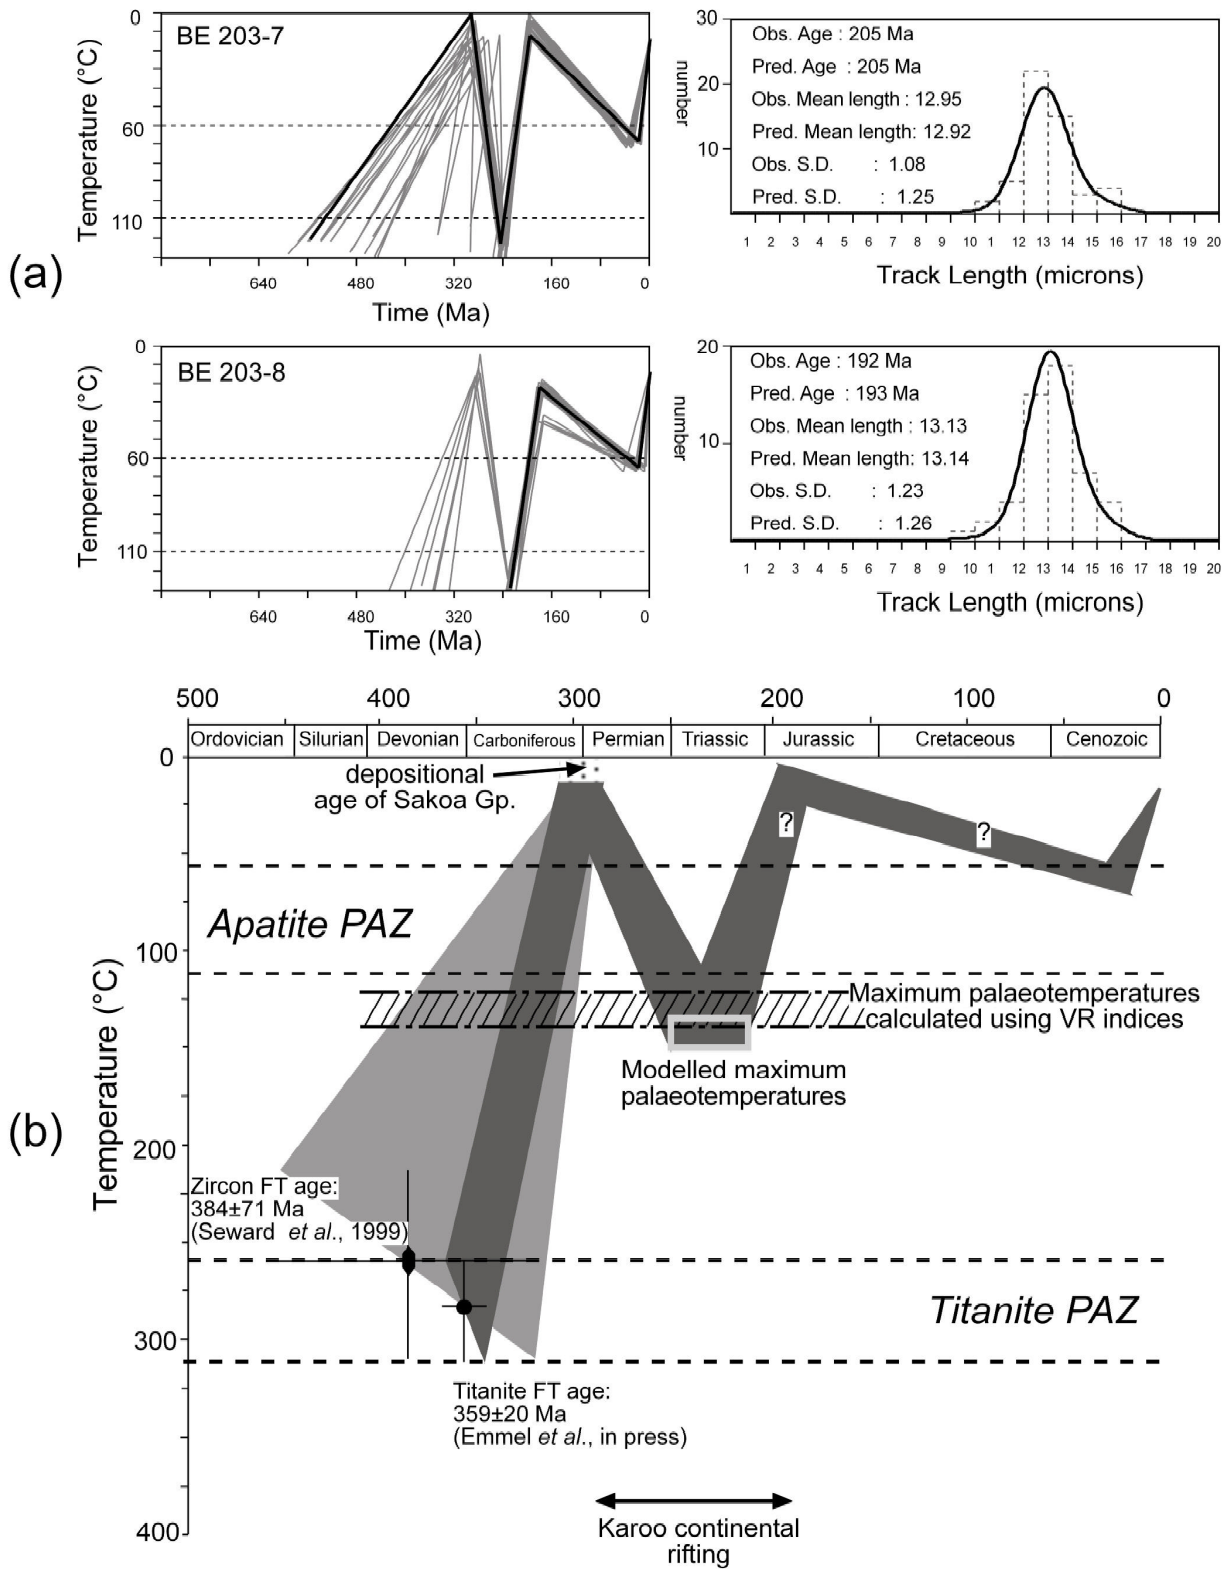 (a)
BE 203-7
Temperature (°C)
0
60
110
640 480 320 160 0
Time (Ma)
30
20
10
number
Obs. Age : 205 Ma
Pred. Age : 205 Ma
Obs. Mean length : 12.95
Pred. Mean length: 12.92
Obs. S.D. : 1.08
Pred. S.D. : 1.25
1 2 3 4 5 6 7 8 9 10 1 12 13 14 15 16 17 18 19 20
Track Length (microns)
BE 203-8
Temperature (°C)
0
60
110
640 480 320 160 0
Time (Ma)
20
10
number
Obs. Age : 192 Ma
Pred. Age : 193 Ma
Obs. Mean length : 13.13
Pred. Mean length: 13.14
Obs. S.D. : 1.23
Pred. S.D. : 1.26
1 2 3 4 5 6 7 8 9 10 1 12 13 14 15 16 17 18 19 20
Track Length (microns)
(b)
500 400 300 200 100 0
Ordovician Silurian Devonian Carboniferous Permian Triassic Jurassic Cretaceous Cenozoic
Temperature (°C)
0
100
200
300
400
depositional
age of Sakoa Gp.
?
?
Apatite PAZ
Maximum palaeotemperatures
calculated using VR indices
Modelled maximum
palaeotemperatures
Zircon FT age:
384±71 Ma
(Seward et al., 1999)
Titanite PAZ
Titanite FT age:
359±20 Ma
(Emmel et al., in press)
Karoo continental
rifting